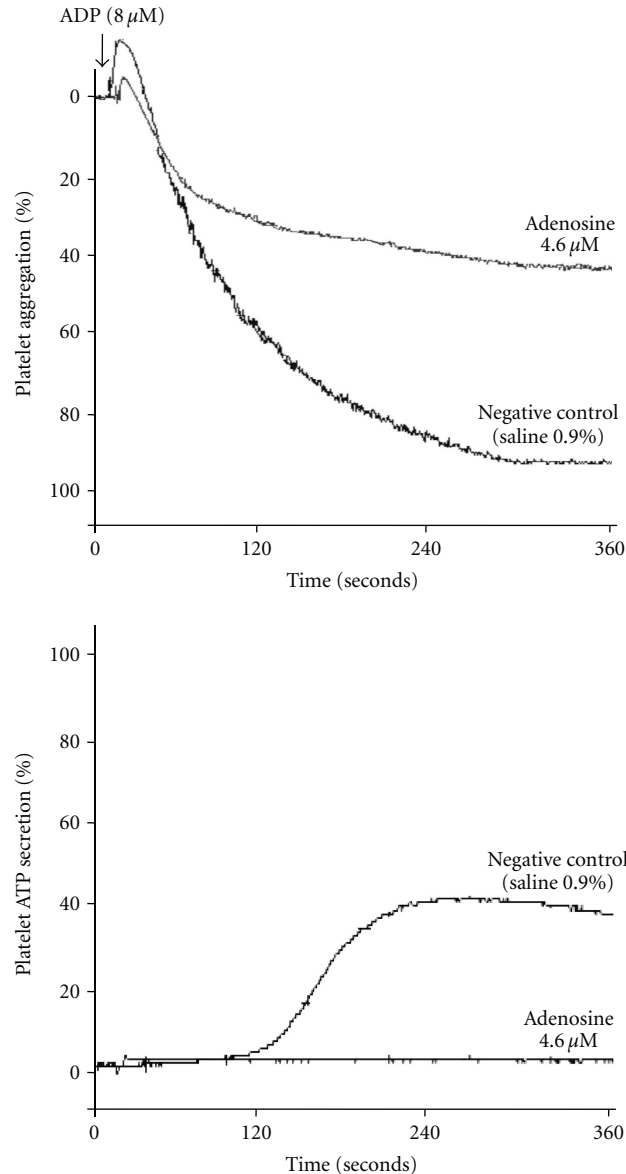 ADP (8 μM)
0
20
40
60
80
100
Platelet aggregation (%)
Adenosine
4.6 μM
Negative control
(saline 0.9%)
0
120
240
360
Time (seconds)
100
80
60
40
20
0
Platelet ATP secretion (%)
Negative control
(saline 0.9%)
Adenosine
4.6 μM
0
120
240
360
Time (seconds)